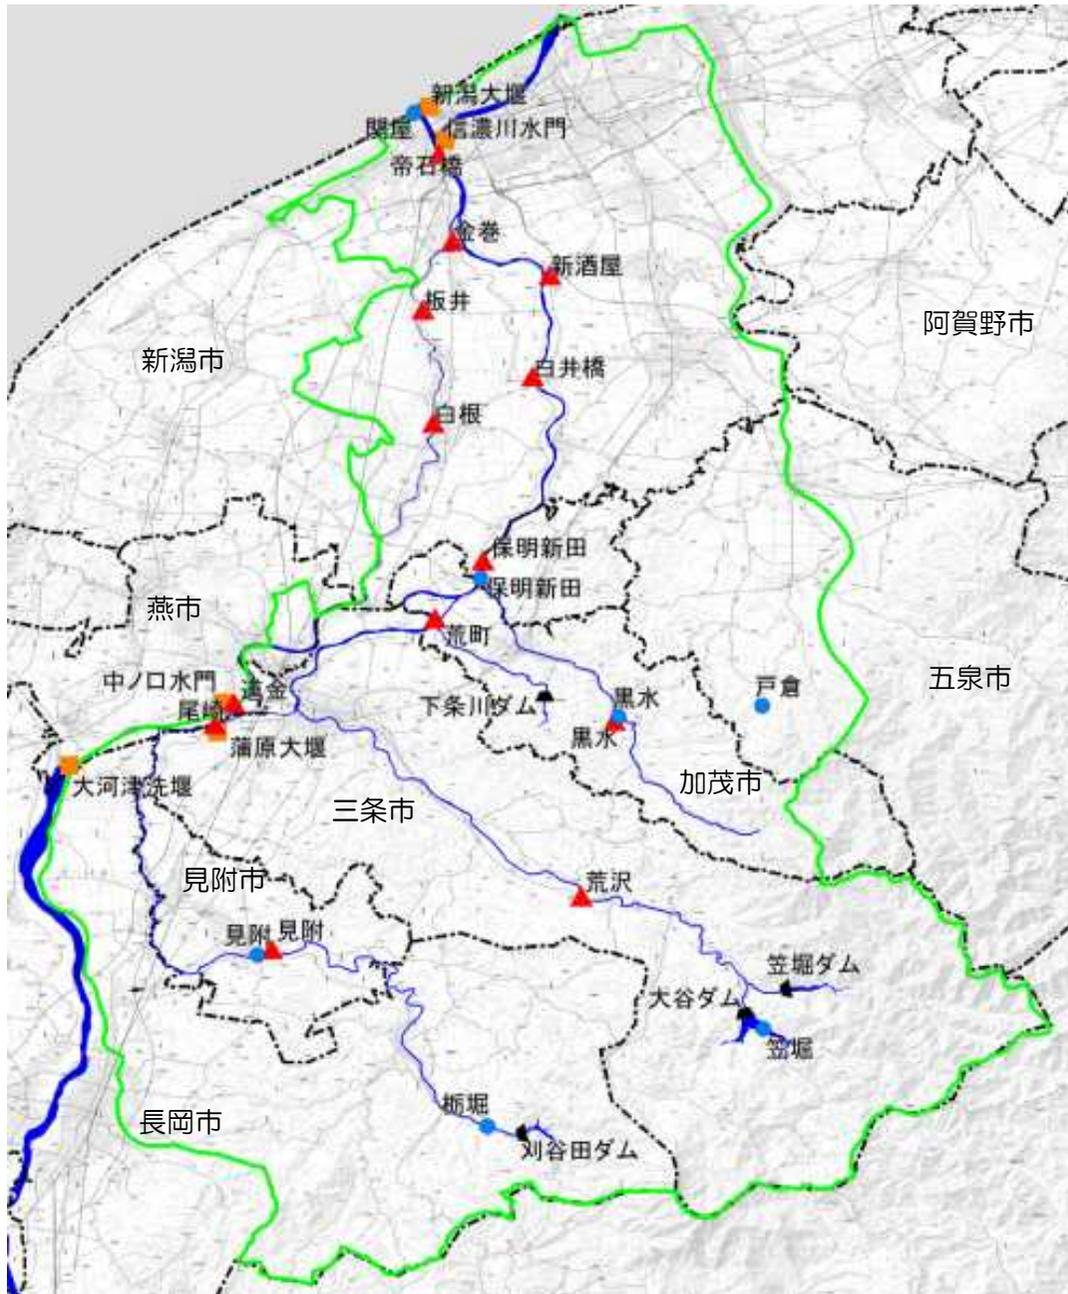 新潟大堰
関屋
信濃川水門
帝石橋
金巻
新酒屋
板井
阿賀野市
新潟市
臼井橋
白根
保明新田
保明新田
燕市
荒町
中ノ口水門
道金
下条川ダム
黒水
戸倉
五泉市
尾崎
黒水
蒲原大堰
大河津洗堰
加茂市
三条市
見附市
荒沢
見附
見附
笠堀ダム
大谷ダム
笠堀
栃堀
長岡市
刈谷田ダム